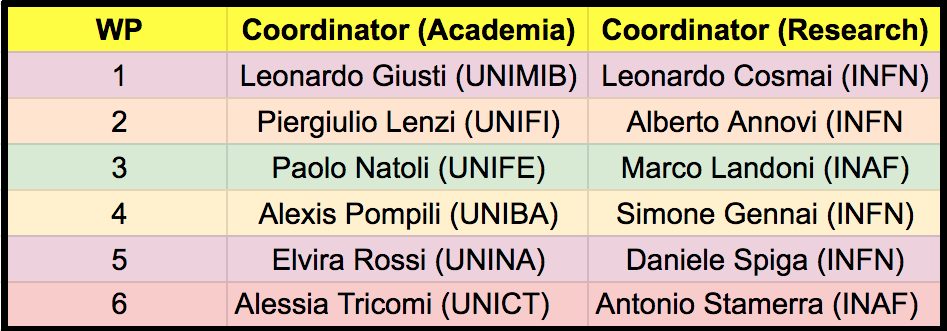 WP Coordinator (Academia) Coordinator (Research)
1 Leonardo Giusti (UNIMIB) Leonardo Cosmai (INFN)
2 Piergiulio Lenzi (UNIFI) Alberto Annovi (INFN
3 Paolo Natoli (UNIFE) Marco Landoni (INAF)
4 Alexis Pompili (UNIBA) Simone Gennai (INFN)
5 Elvira Rossi (UNINA) Daniele Spiga (INFN)
6 Alessia Tricomi (UNICT) Antonio Stamerra (INAF)